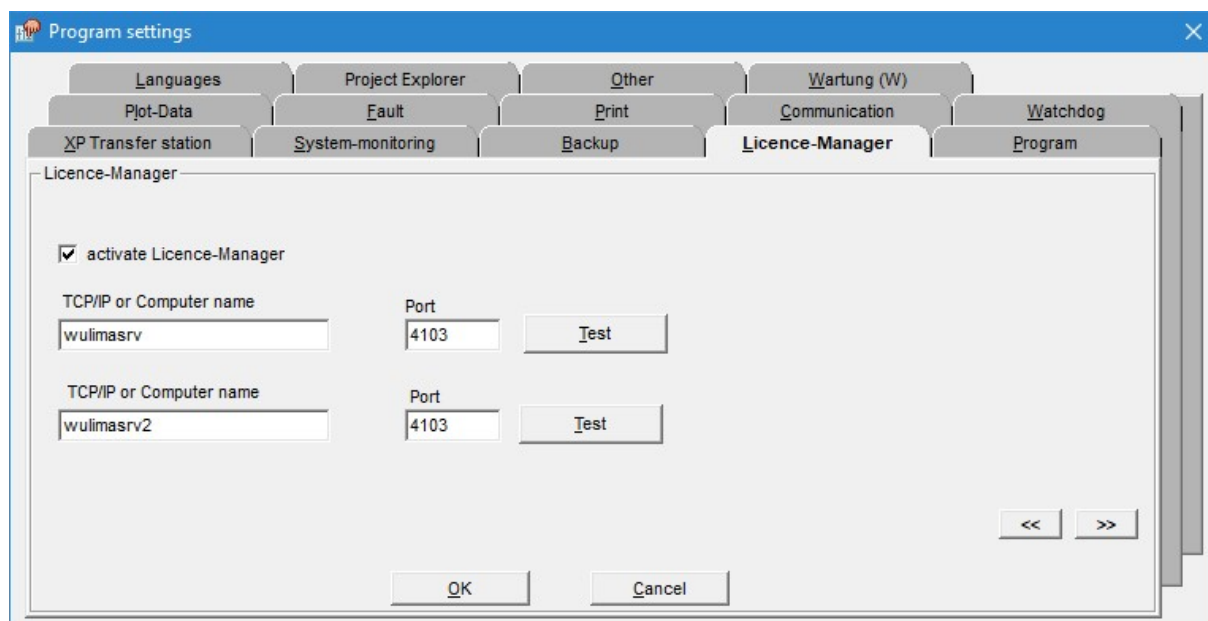 Program settings
Languages Project Explorer Other Wartung (W)
Plot-Data Fault Print Communication Watchdog
XP Transfer station System-monitoring Backup Licence-Manager Program
Licence-Manager
activate Licence-Manager
TCP/IP or Computer name Port
wulimasrv 4103 Test
TCP/IP or Computer name Port
wulimasrv2 4103 Test
<< >>
OK Cancel